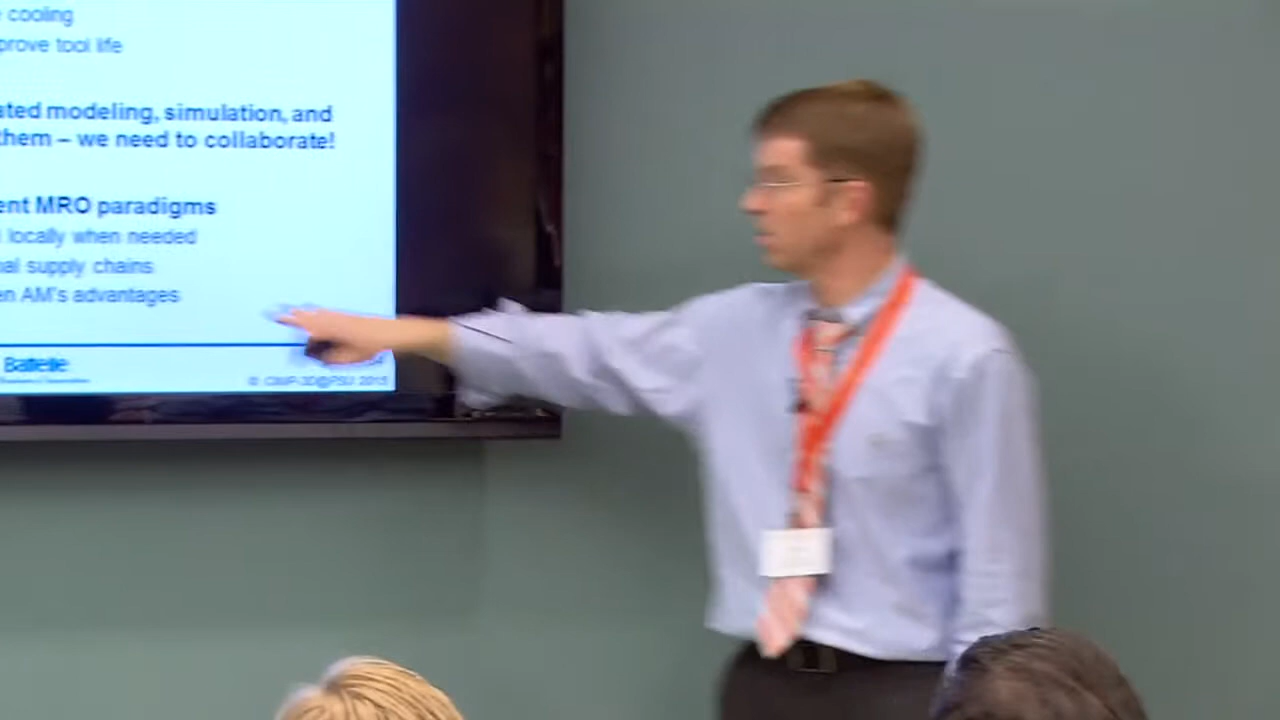 cooling
prove tool life
ated modeling, simulation, and
them – we need to collaborate!
ent MRO paradigms
locally when needed
nal supply chains
en AM's advantages
Battelle
© CIMP-3D@PSU 2015